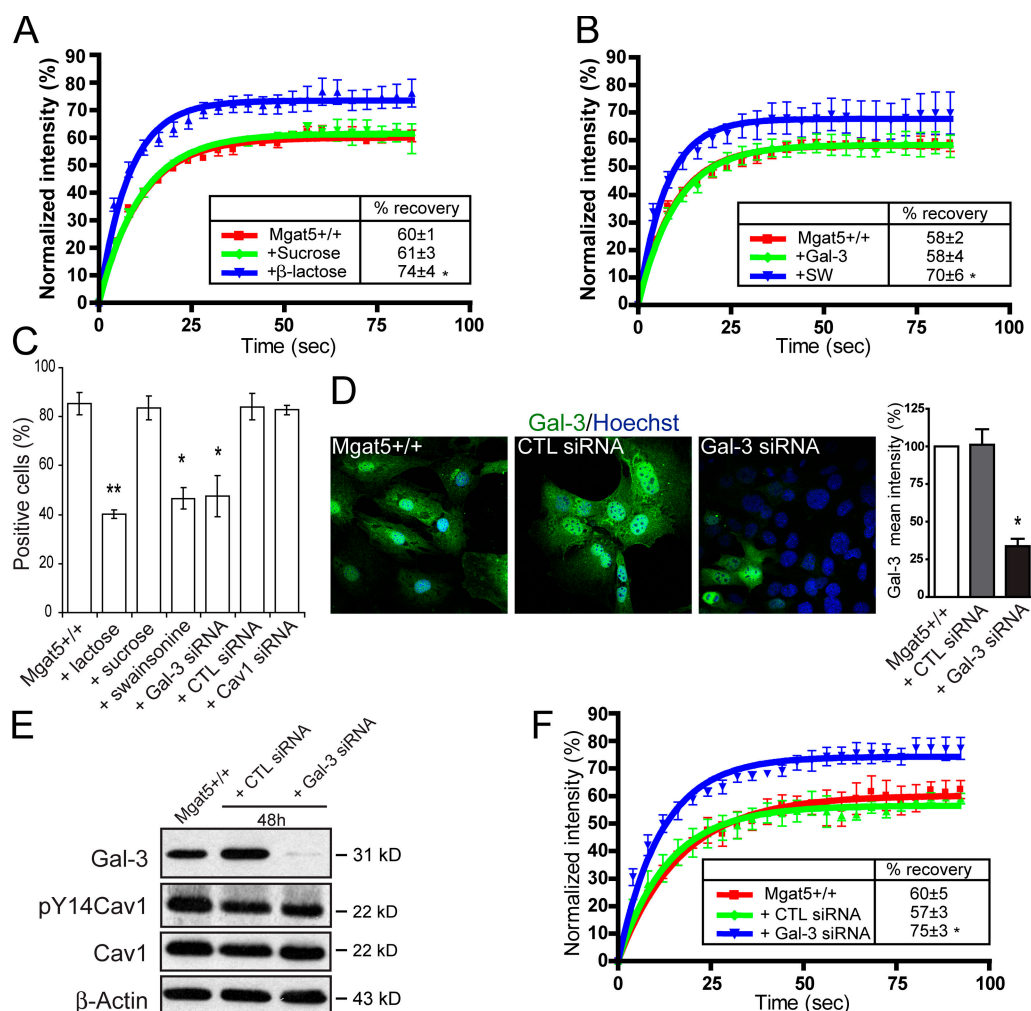 A
Normalized intensity (%)
90
80
70
60
50
40
30
20
10
0
0 25 50 75 100
Time (sec)
% recovery
Mgat5+/+ 60±1
+Sucrose 61±3
+β-lactose 74±4 *
B
Normalized intensity (%)
90
80
70
60
50
40
30
20
10
0
0 25 50 75 100
Time (sec)
% recovery
Mgat5+/+ 58±2
+Gal-3 58±4
+SW 70±6 *
C
Positive cells (%)
100
80
60
40
20
0
** * *
Mgat5+/+
+ lactose
+ sucrose
+ swainsonine
+ Gal-3 siRNA
+ CTL siRNA
+ Cav1 siRNA
D
Gal-3/Hoechst
Mgat5+/+ CTL siRNA Gal-3 siRNA
Gal-3 mean intensity (%)
125
100
75
50
25
0
*
Mgat5+/+
+ CTL siRNA
+ Gal-3 siRNA
E
Mgat5+/+
+ CTL siRNA
+ Gal-3 siRNA
48h
Gal-3 – 31 kD
pY14Cav1 – 22 kD
Cav1 – 22 kD
β-Actin – 43 kD
F
Normalized intensity (%)
90
80
70
60
50
40
30
20
10
0
0 25 50 75 100
Time (sec)
% recovery
Mgat5+/+ 60±5
+ CTL siRNA 57±3
+ Gal-3 siRNA 75±3 *